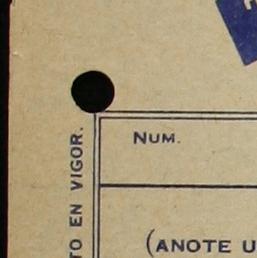 TO EN VIGOR.
NUM.
(ANOTE U